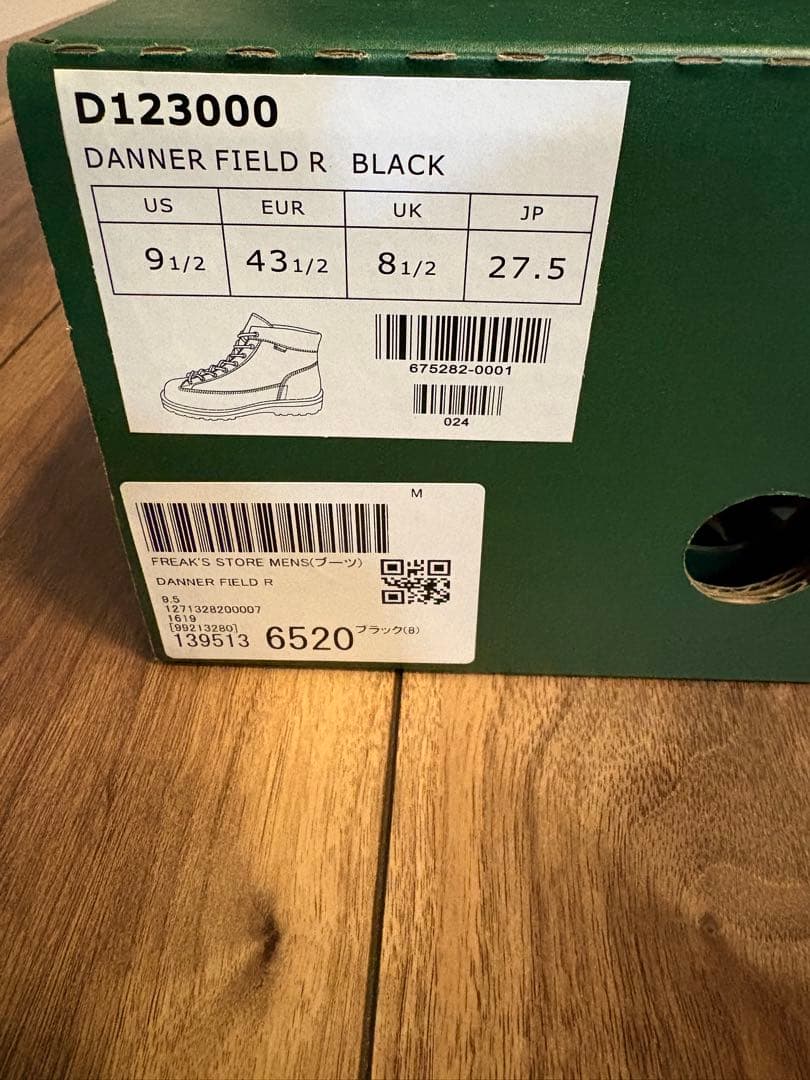 D123000
DANNER FIELD R BLACK
US EUR UK JP
9 1/2 43 1/2 8 1/2 27.5
675282-0001
024
M
FREAK'S STORE MENS(ブーツ)
DANNER FIELD R
9.5
1271328200007
1619
[99213280]
139513 6520 ブラック(8)